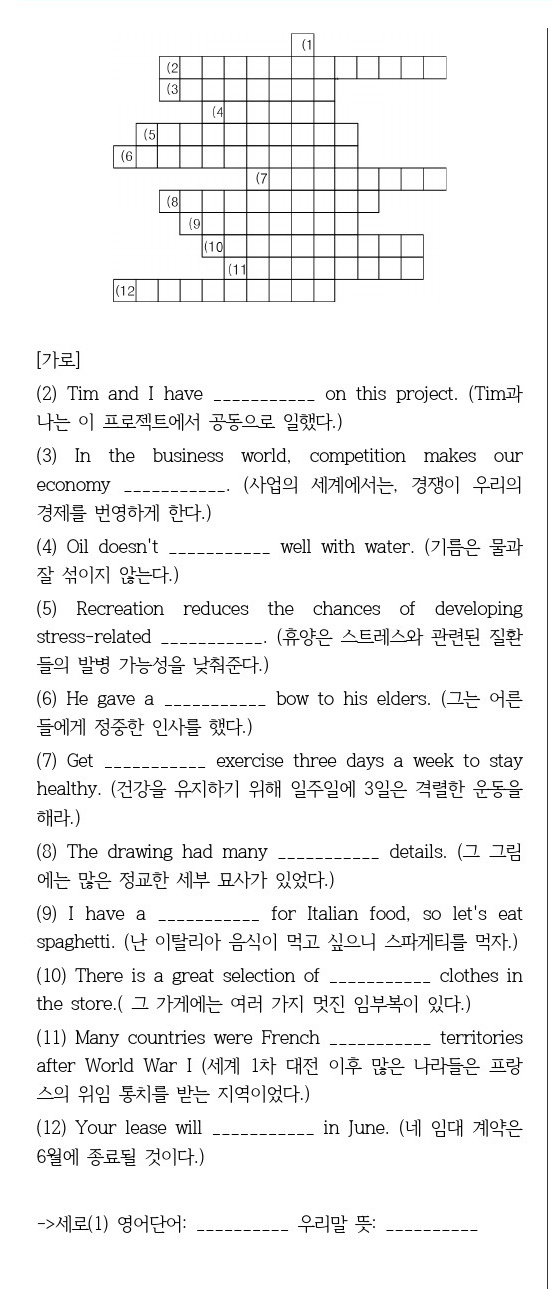 (1
(2
(3
(4
(5
(6
(7
(8
(9
(10
(11
(12
[가로]
(2) Tim and I have ___________ on this project. (Tim과
나는 이 프로젝트에서 공동으로 일했다.)
(3) In the business world, competition makes our
economy ___________. (사업의 세계에서는, 경쟁이 우리의
경제를 번영하게 한다.)
(4) Oil doesn't ___________ well with water. (기름은 물과
잘 섞이지 않는다.)
(5) Recreation reduces the chances of developing
stress-related ___________. (휴양은 스트레스와 관련된 질환
들의 발병 가능성을 낮춰준다.)
(6) He gave a ___________ bow to his elders. (그는 어른
들에게 정중한 인사를 했다.)
(7) Get ___________ exercise three days a week to stay
healthy. (건강을 유지하기 위해 일주일에 3일은 격렬한 운동을
해라.)
(8) The drawing had many ___________ details. (그 그림
에는 많은 정교한 세부 묘사가 있었다.)
(9) I have a ___________ for Italian food, so let's eat
spaghetti. (난 이탈리아 음식이 먹고 싶으니 스파게티를 먹자.)
(10) There is a great selection of ___________ clothes in
the store.( 그 가게에는 여러 가지 멋진 임부복이 있다.)
(11) Many countries were French ___________ territories
after World War I (세계 1차 대전 이후 많은 나라들은 프랑
스의 위임 통치를 받는 지역이었다.)
(12) Your lease will ___________ in June. (네 임대 계약은
6월에 종료될 것이다.)
->세로(1) 영어단어: __________ 우리말 뜻: __________